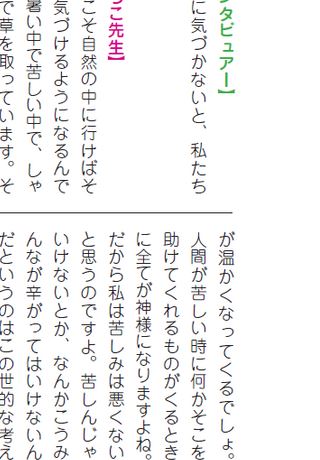 タビュアー】
に気づかないと、私たち
こ先生】
こそ自然の中に行けばそ
気づけるようになるんで
暑い中で苦しい中で、しゃ
で草を取っています。そ
が温かくなってくるでしょ。
人間が苦しい時に何かそこを
助けてくれるものがくるとき
に全てが神様になりますよね。
だから私は苦しみは悪くない
と思うのですよ。苦しんじゃ
いけないとか、なんかこうみ
んなが辛がってはいけないん
だというのはこの世的な考え